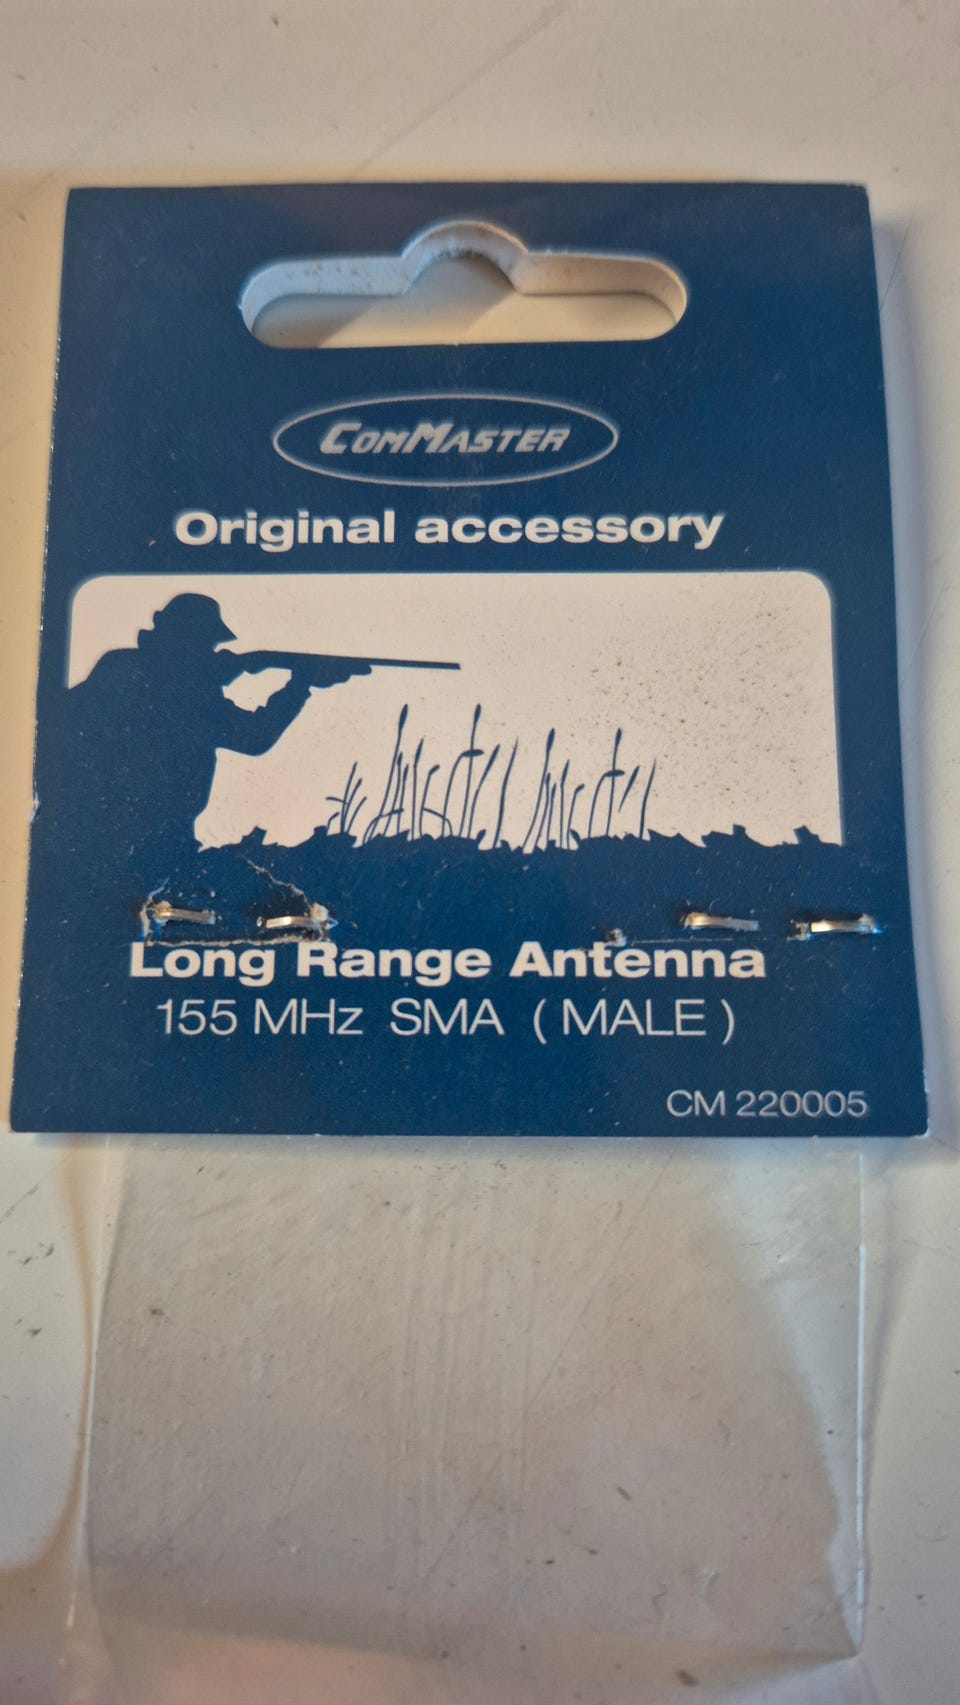 COMMASTER
Original accessory
Long Range Antenna
155 MHz SMA ( MALE )
CM 220005